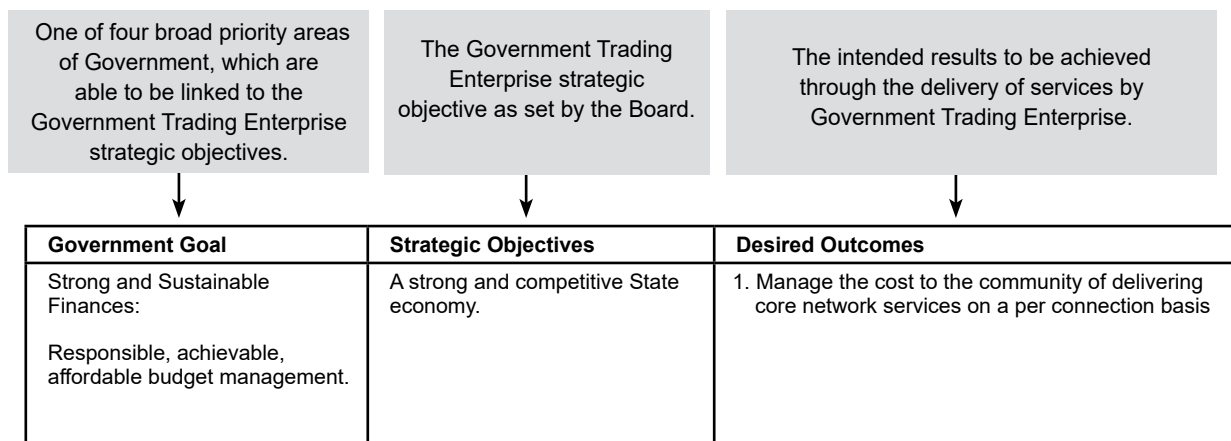 One of four broad priority areas
of Government, which are
able to be linked to the
Government Trading Enterprise
strategic objectives.
The Government Trading
Enterprise strategic
objective as set by the Board.
The intended results to be achieved
through the delivery of services by
Government Trading Enterprise.
Government Goal
Strategic Objectives
Desired Outcomes
Strong and Sustainable
Finances:
Responsible, achievable,
affordable budget management.
A strong and competitive State
economy.
1. Manage the cost to the community of delivering
core network services on a per connection basis